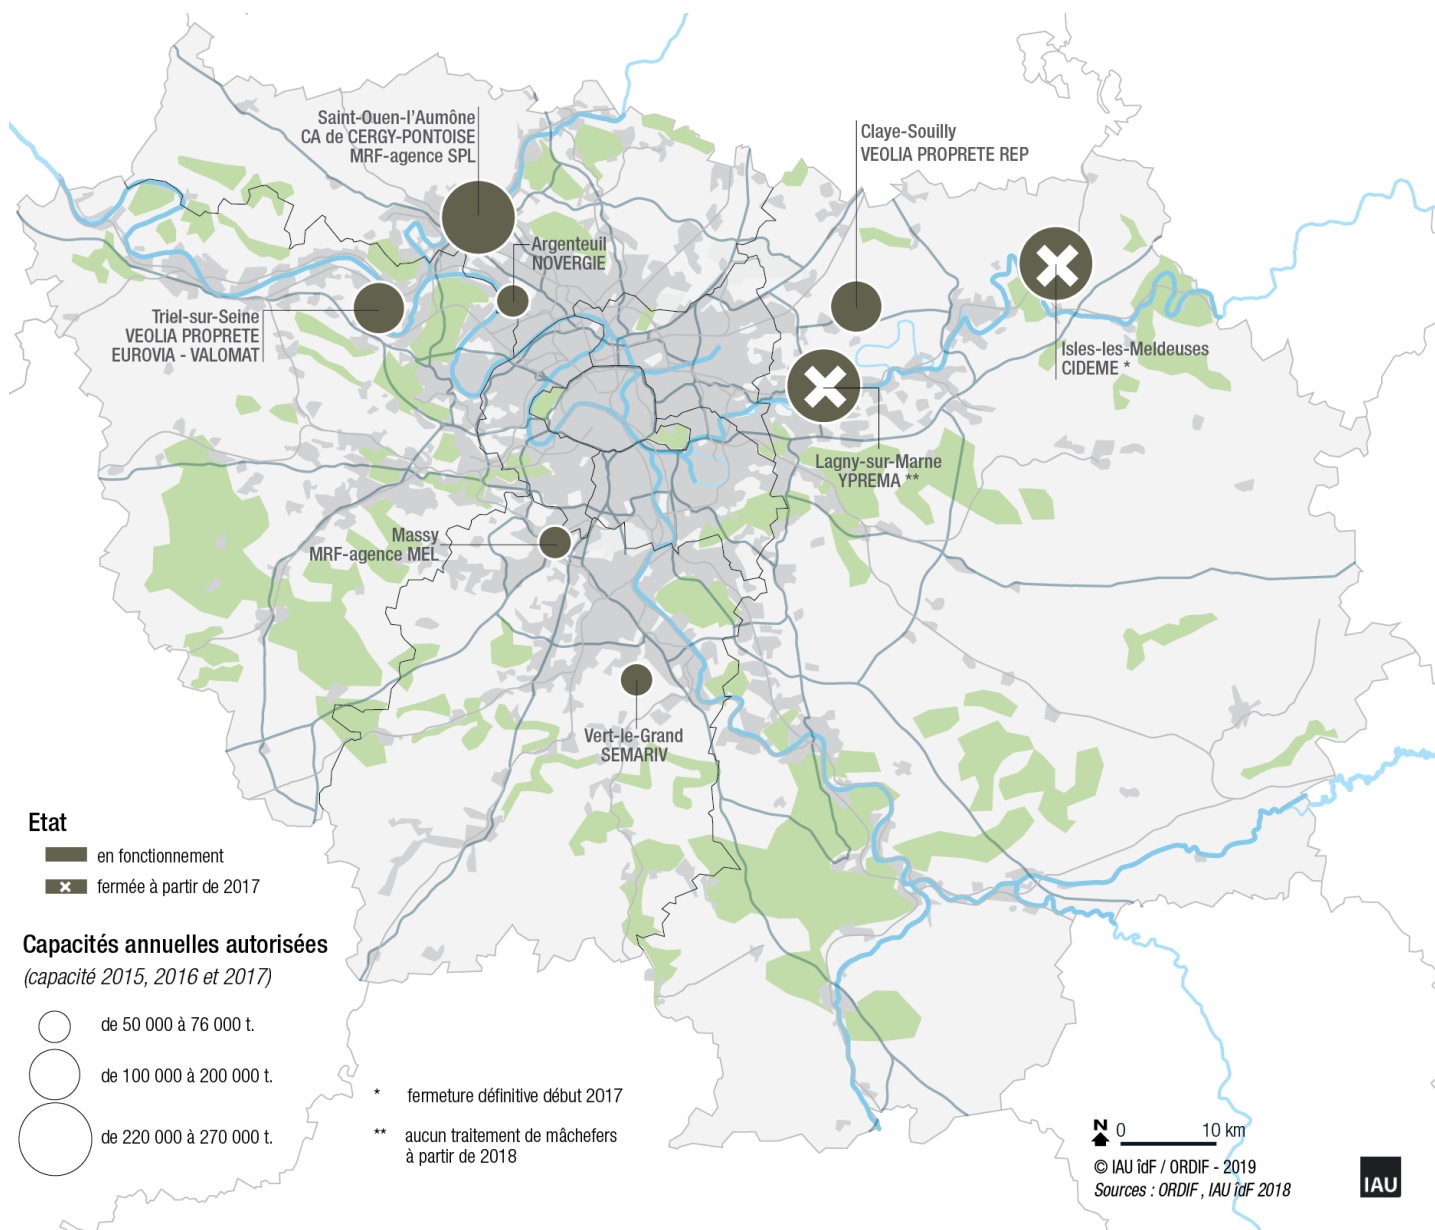 Saint-Ouen-l'Aumône
CA de CERGY-PONTOISE
MRF-agence SPL
Claye-Souilly
VEOLIA PROPRETE REP
Argenteuil
NOVERGIE
Triel-sur-Seine
VEOLIA PROPRETE
EUROVIA - VALOMAT
Isles-les-Meldeuses
CIDEME *
Lagny-sur-Marne
YPREMA **
Massy
MRF-agence MEL
Vert-le-Grand
SEMARIV
Etat
en fonctionnement
fermée à partir de 2017
Capacités annuelles autorisées
(capacité 2015, 2016 et 2017)
de 50 000 à 76 000 t.
de 100 000 à 200 000 t.
de 220 000 à 270 000 t.
* fermeture définitive début 2017
** aucun traitement de mâchefers
à partir de 2018
N 0 10 km
© IAU îdF / ORDIF - 2019
Sources : ORDIF , IAU îdF 2018
IAU